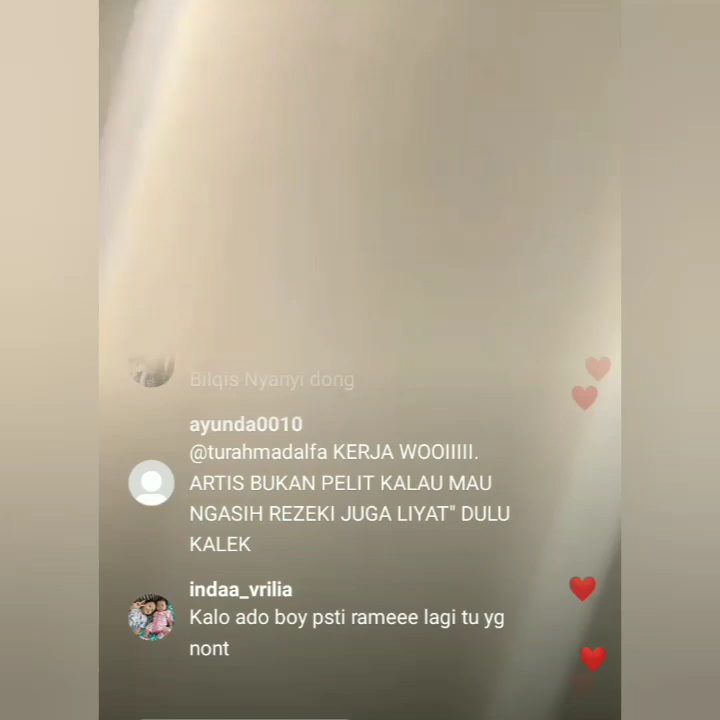 Bilqis Nyanyi dong
ayunda0010
@turahmadalfa KERJA WOOIIIII.
ARTIS BUKAN PELIT KALAU MAU
NGASIH REZEKI JUGA LIYAT" DULU
KALEK
indaa_vrilia
Kalo ado boy psti rameee lagi tu yg
nont